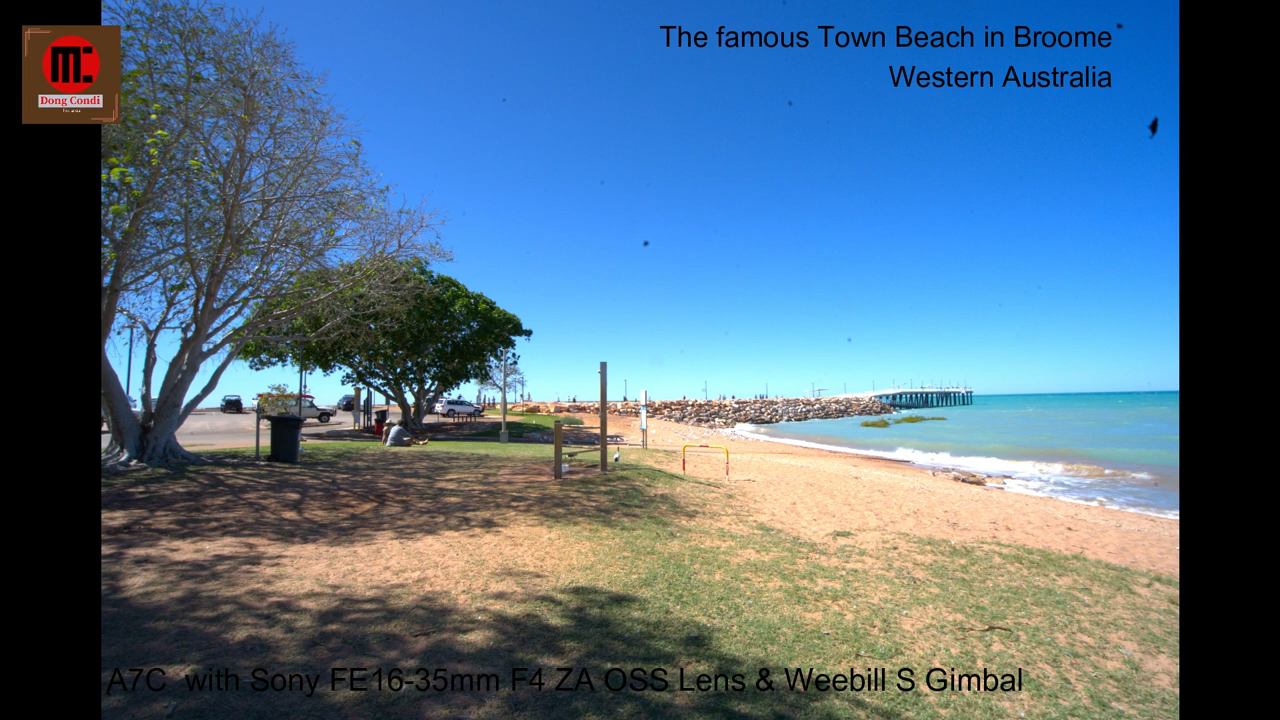 The famous Town Beach in Broome
Western Australia
MC
Dong Condi
A7C with Sony FE16-35mm F4 ZA OSS Lens & Weebill S Gimbal